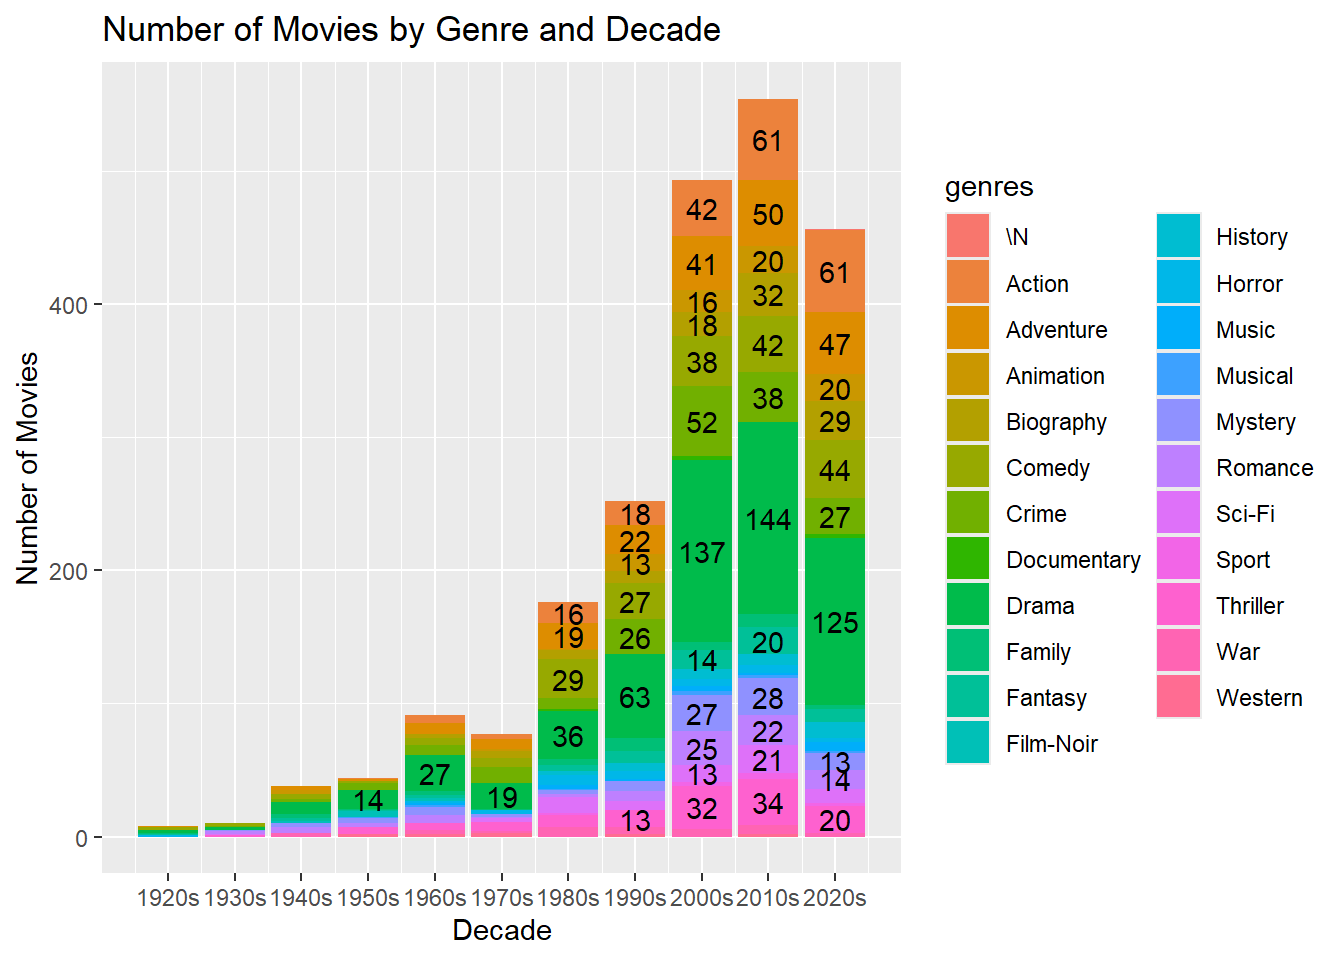 Number of Movies by Genre and Decade
Number of Movies
400
200
0
14
27
19
16
19
29
36
18
22
13
27
26
63
13
42
41
16
18
38
52
137
14
27
25
13
32
61
50
20
32
42
38
144
20
28
22
21
34
61
47
20
29
44
27
125
13
14
20
1920s 1930s 1940s 1950s 1960s 1970s 1980s 1990s 2000s 2010s 2020s
Decade
genres
\N
Action
Adventure
Animation
Biography
Comedy
Crime
Documentary
Drama
Family
Fantasy
Film-Noir
History
Horror
Music
Musical
Mystery
Romance
Sci-Fi
Sport
Thriller
War
Western